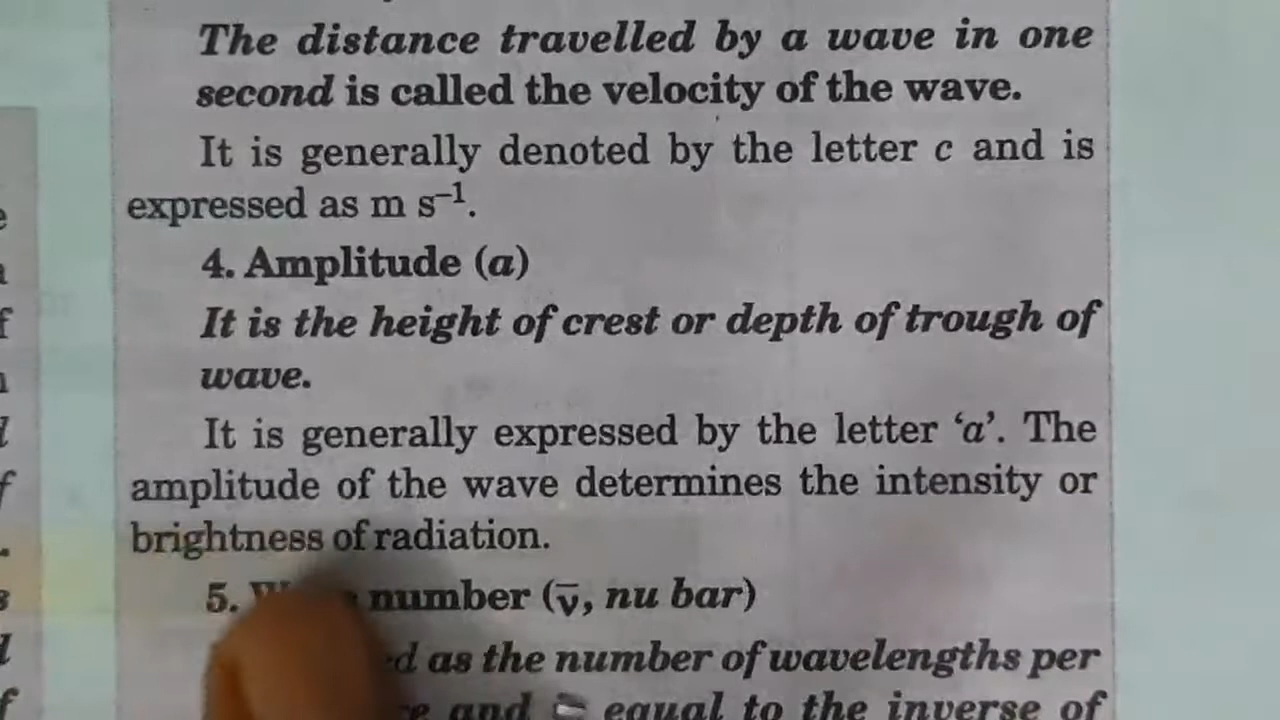 The distance travelled by a wave in one
second is called the velocity of the wave.
It is generally denoted by the letter c and is
expressed as m s⁻¹.
4. Amplitude (a)
It is the height of crest or depth of trough of
wave.
It is generally expressed by the letter ‘a’. The
amplitude of the wave determines the intensity or
brightness of radiation.
5. number (ν̄, nu bar)
as the number of wavelengths per
and equal to the inverse of